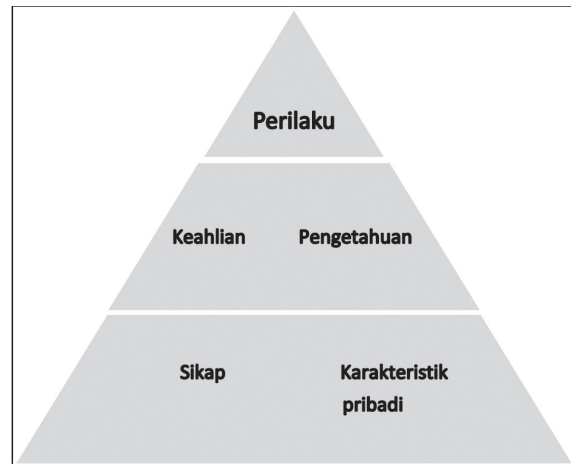 Perilaku
Keahlian Pengetahuan
Sikap Karakteristik
pribadi